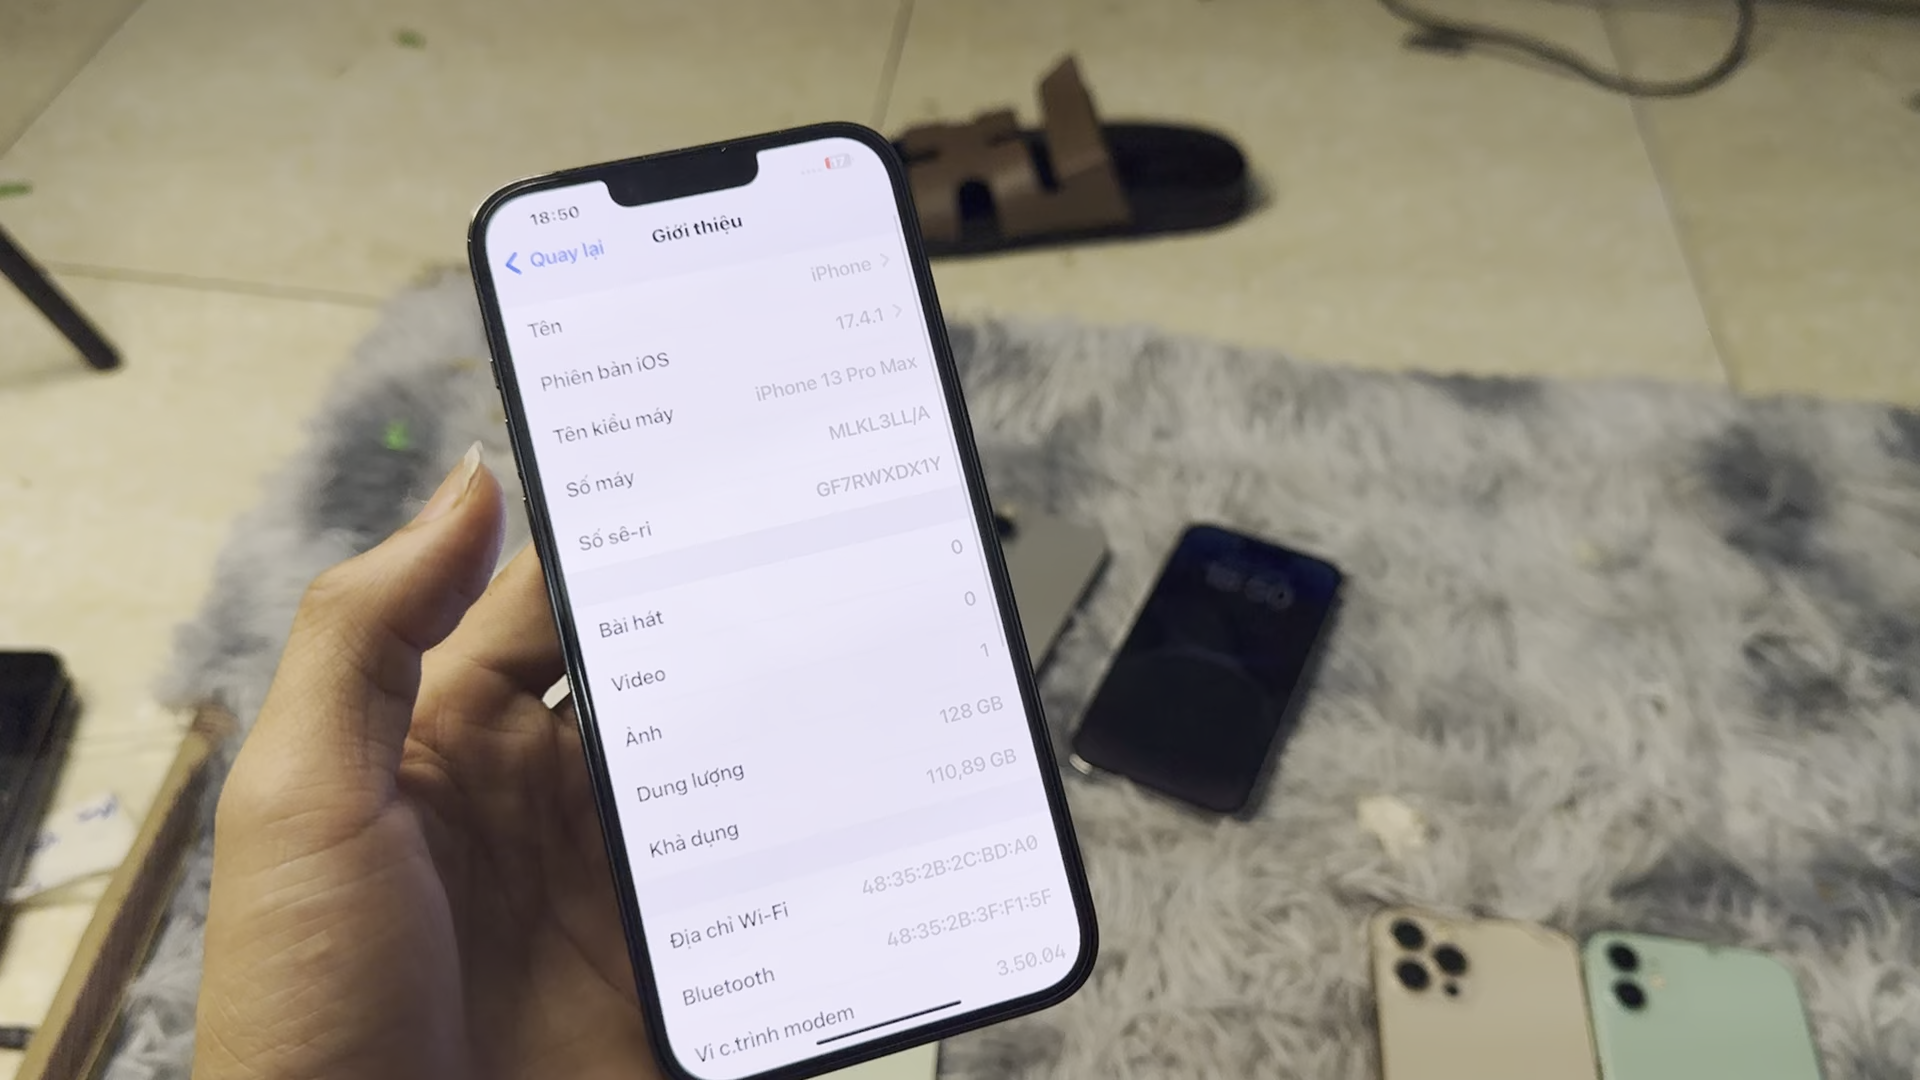 18:50
17
Quay lại
Giới thiệu
Tên iPhone
Phiên bản iOS 17.4.1
Tên kiểu máy iPhone 13 Pro Max
Số máy MLKL3LL/A
Số sê-ri GF7RWXDX1Y
Bài hát 0
Video 0
Ảnh 1
Dung lượng 128 GB
Khả dụng 110,89 GB
Địa chỉ Wi-Fi 48:35:2B:2C:BD:A0
Bluetooth 48:35:2B:3F:F1:5F
Vi c.trình modem 3.50.04